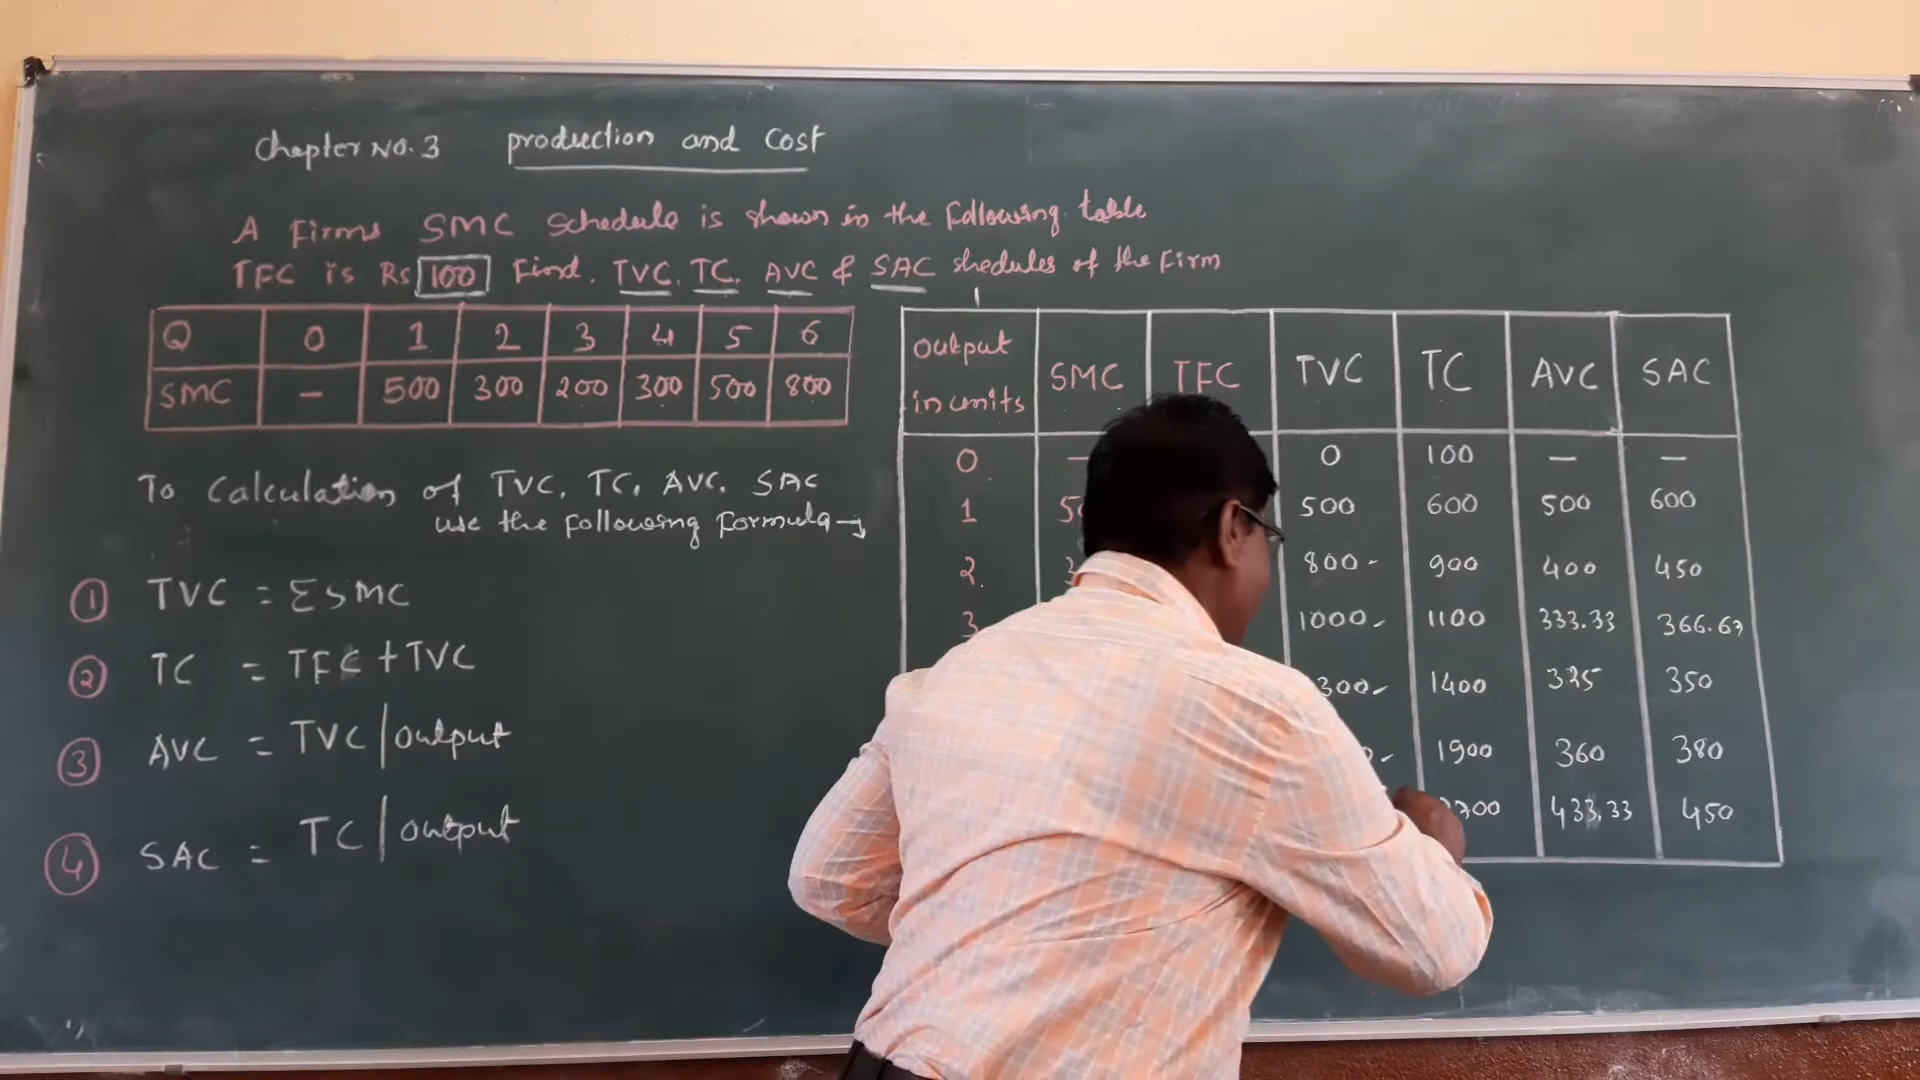 Chapter No. 3 production and Cost
A Firms SMC Schedule is shown in the Following table
TFC is Rs 100 Find. TVC, TC, AVC & SAC shedules of the Firm
Q 0 1 2 3 4 5 6
SMC - 500 300 200 300 500 800
To Calculation of TVC, TC, AVC, SAC
use the Following Formula →
1 TVC = ΣSMC
2 TC = TFC + TVC
3 AVC = TVC | output
4 SAC = TC | output
output in units SMC TFC TVC TC AVC SAC
0 - 0 100 - -
1 500 600 500 600
2. 800 - 900 400 450
3 1000 - 1100 333.33 366.67
1400 325 350
1900 360 380
433.33 450